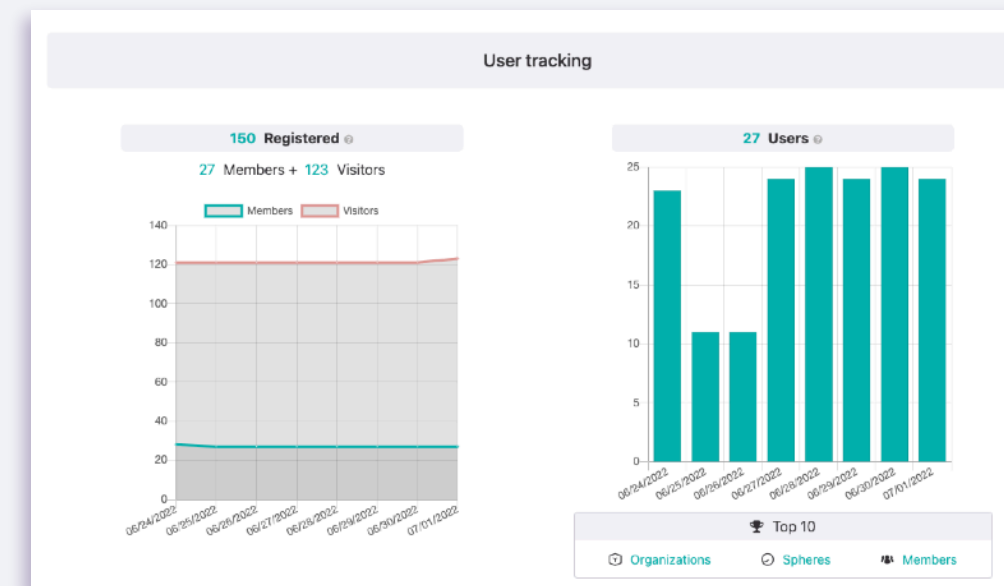 User tracking
150 Registered
27 Members + 123 Visitors
Members Visitors
140
120
100
80
60
40
20
0
06/24/2022 06/25/2022 06/26/2022 06/27/2022 06/28/2022 06/29/2022 06/30/2022 07/01/2022
27 Users
25
20
15
10
5
0
06/24/2022 06/25/2022 06/26/2022 06/27/2022 06/28/2022 06/29/2022 06/30/2022 07/01/2022
Top 10
Organizations Spheres Members